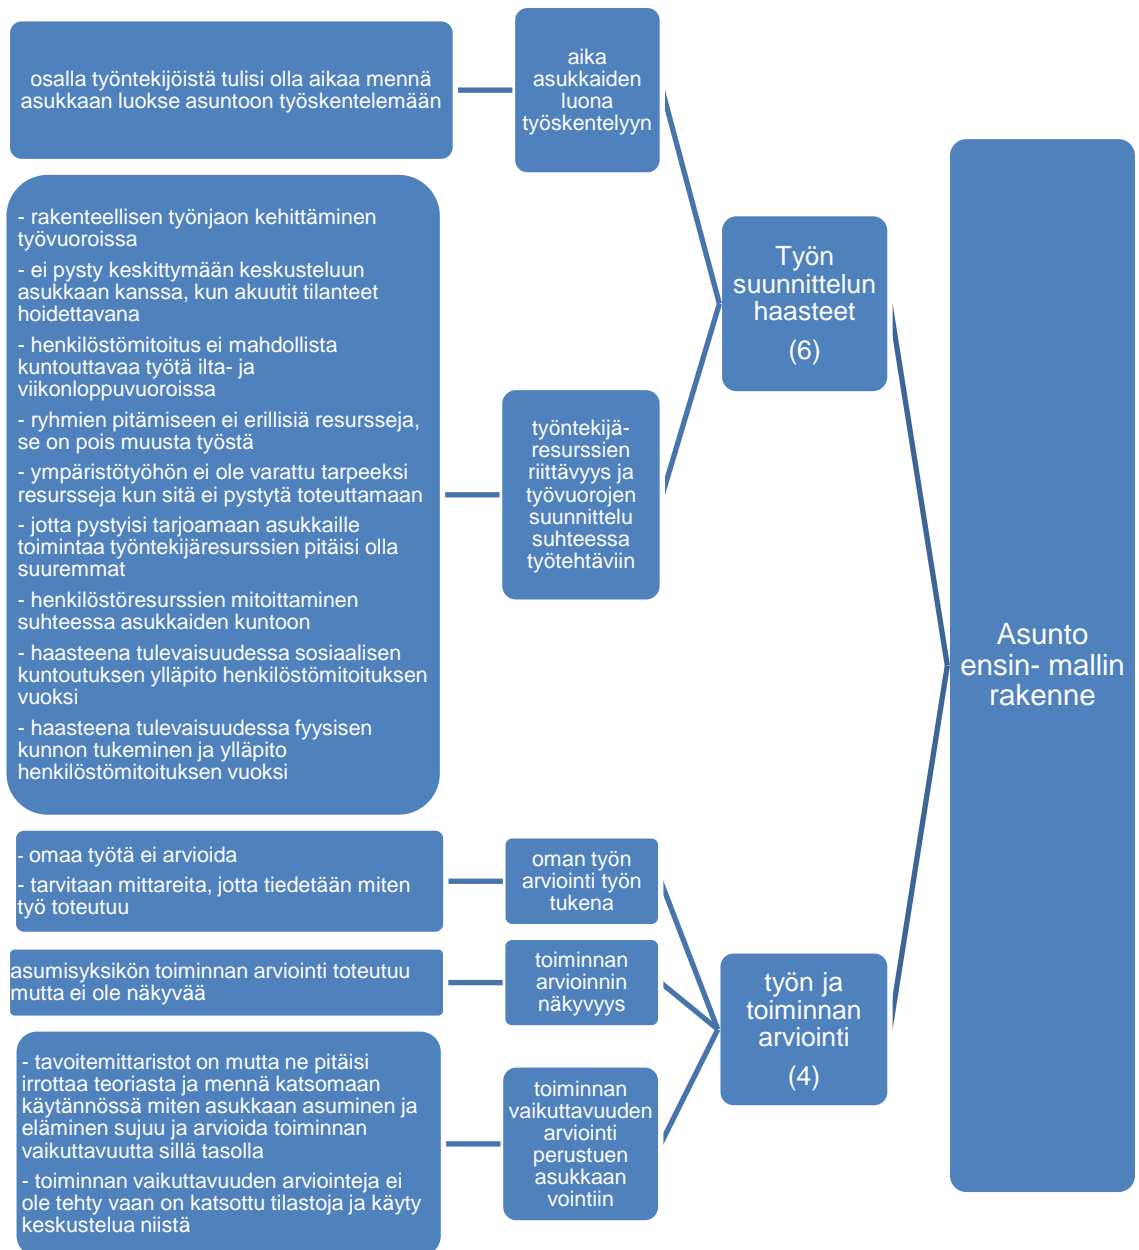 osalla työntekijöistä tulisi olla aikaa mennä
asukkaan luokse asuntoon työskentelemään
aika
asukkaiden
luona
työskentelyyn
- rakenteellisen työnjaon kehittäminen
työvuoroissa
- ei pysty keskittymään keskusteluun
asukkaan kanssa, kun akuutit tilanteet
hoidettavana
- henkilöstömitoitus ei mahdollista
kuntouttavaa työtä ilta- ja
viikonloppuvuoroissa
- ryhmien pitämiseen ei erillisiä resursseja,
se on pois muusta työstä
- ympäristötyöhön ei ole varattu tarpeeksi
resursseja kun sitä ei pystytä toteuttamaan
- jotta pystyisi tarjoamaan asukkaille
toimintaa työntekijäresurssien pitäisi olla
suuremmat
- henkilöstöresurssien mitoittaminen
suhteessa asukkaiden kuntoon
- haasteena tulevaisuudessa sosiaalisen
kuntoutuksen ylläpito henkilöstömitoituksen
vuoksi
- haasteena tulevaisuudessa fyysisen
kunnon tukeminen ja ylläpito
henkilöstömitoituksen vuoksi
työntekijä-
resurssien
riittävyys ja
työvuorojen
suunnittelu
suhteessa
työtehtäviin
Työn
suunnittelun
haasteet
(6)
- omaa työtä ei arvioida
- tarvitaan mittareita, jotta tiedetään miten
työ toteutuu
oman työn
arviointi työn
tukena
asumisyksikön toiminnan arviointi toteutuu
mutta ei ole näkyvää
toiminnan
arvioinnin
näkyvyys
- tavoitemittaristot on mutta ne pitäisi
irrottaa teoriasta ja mennä katsomaan
käytännössä miten asukkaan asuminen ja
eläminen sujuu ja arvioida toiminnan
vaikuttavuutta sillä tasolla
- toiminnan vaikuttavuuden arviointeja ei
ole tehty vaan on katsottu tilastoja ja käyty
keskustelua niistä
toiminnan
vaikuttavuuden
arviointi
perustuen
asukkaan
vointiin
työn ja
toiminnan
arviointi
(4)
Asunto
ensin- mallin
rakenne